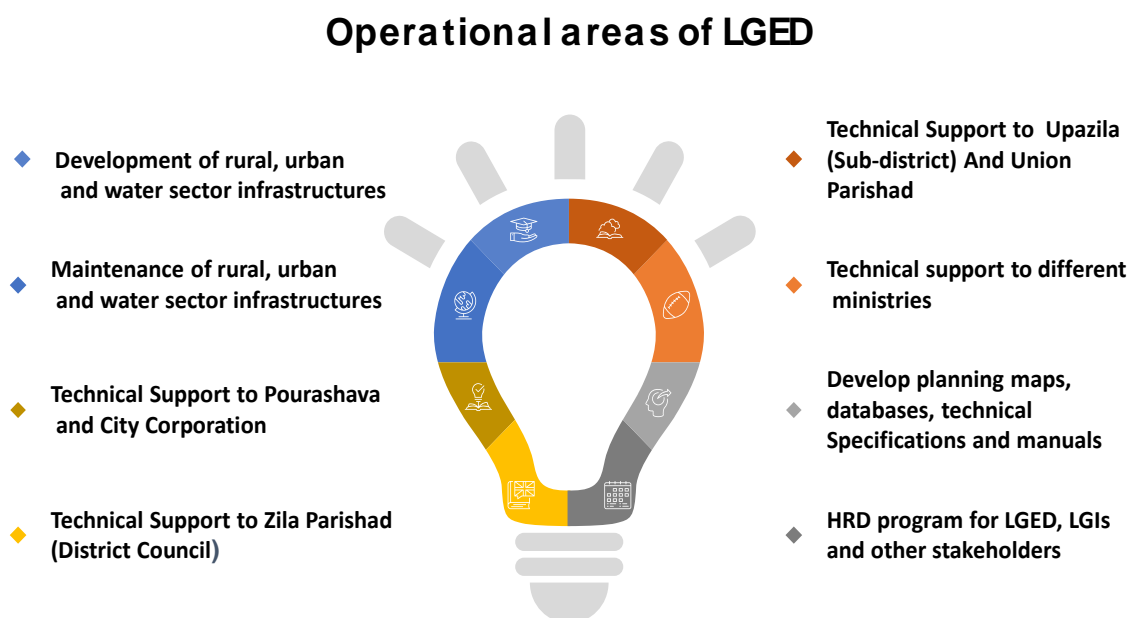 Operational areas of LGED
Development of rural, urban
and water sector infrastructures
Maintenance of rural, urban
and water sector infrastructures
Technical Support to Pourashava
and City Corporation
Technical Support to Zila Parishad
(District Council)
Technical Support to Upazila
(Sub-district) And Union
Parishad
Technical support to different
ministries
Develop planning maps,
databases, technical
Specifications and manuals
HRD program for LGED, LGIs
and other stakeholders